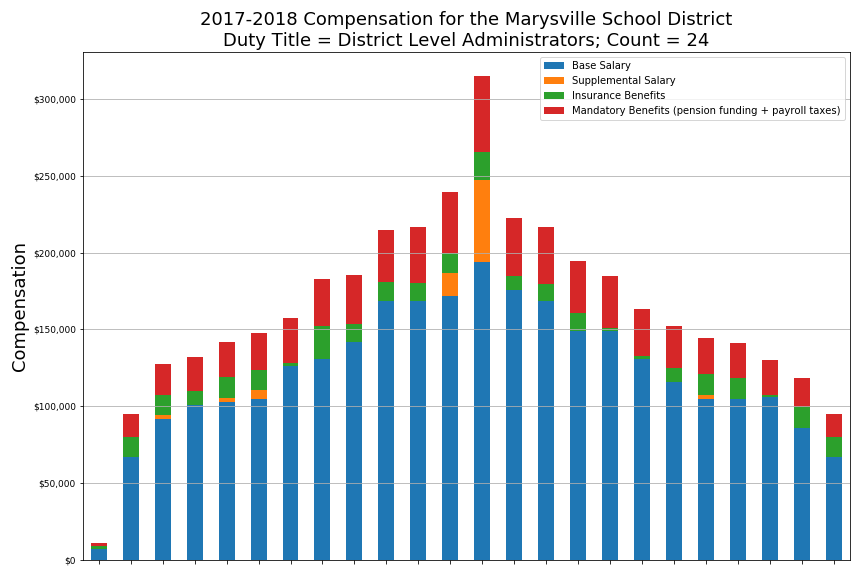 2017-2018 Compensation for the Marysville School District
Duty Title = District Level Administrators; Count = 24
Base Salary
Supplemental Salary
Insurance Benefits
Mandatory Benefits (pension funding + payroll taxes)
$300,000
$250,000
$200,000
$150,000
$100,000
$50,000
$0
Compensation